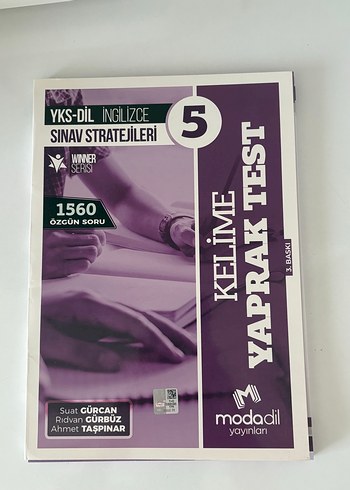 YKS-DİL İNGİLİZCE
SINAV STRATEJİLERİ
5
WINNER
SERİSİ
1560
ÖZGÜN SORU
KELİME
YAPRAK TEST
3. BASKI
Suat GÜRCAN
Rıdvan GÜRBÜZ
Ahmet TAŞPINAR
modadil
yayınları